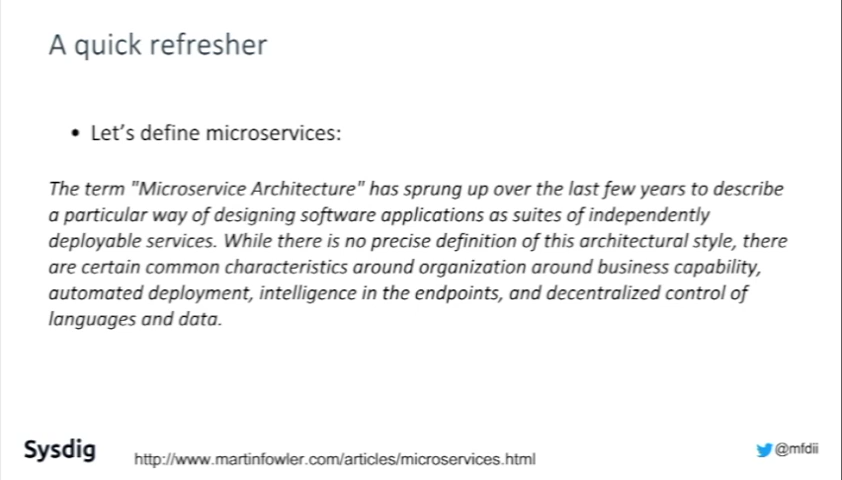 A quick refresher
• Let's define microservices:
The term "Microservice Architecture" has sprung up over the last few years to describe
a particular way of designing software applications as suites of independently
deployable services. While there is no precise definition of this architectural style, there
are certain common characteristics around organization around business capability,
automated deployment, intelligence in the endpoints, and decentralized control of
languages and data.
Sysdig
http://www.martinfowler.com/articles/microservices.html
@mfdii